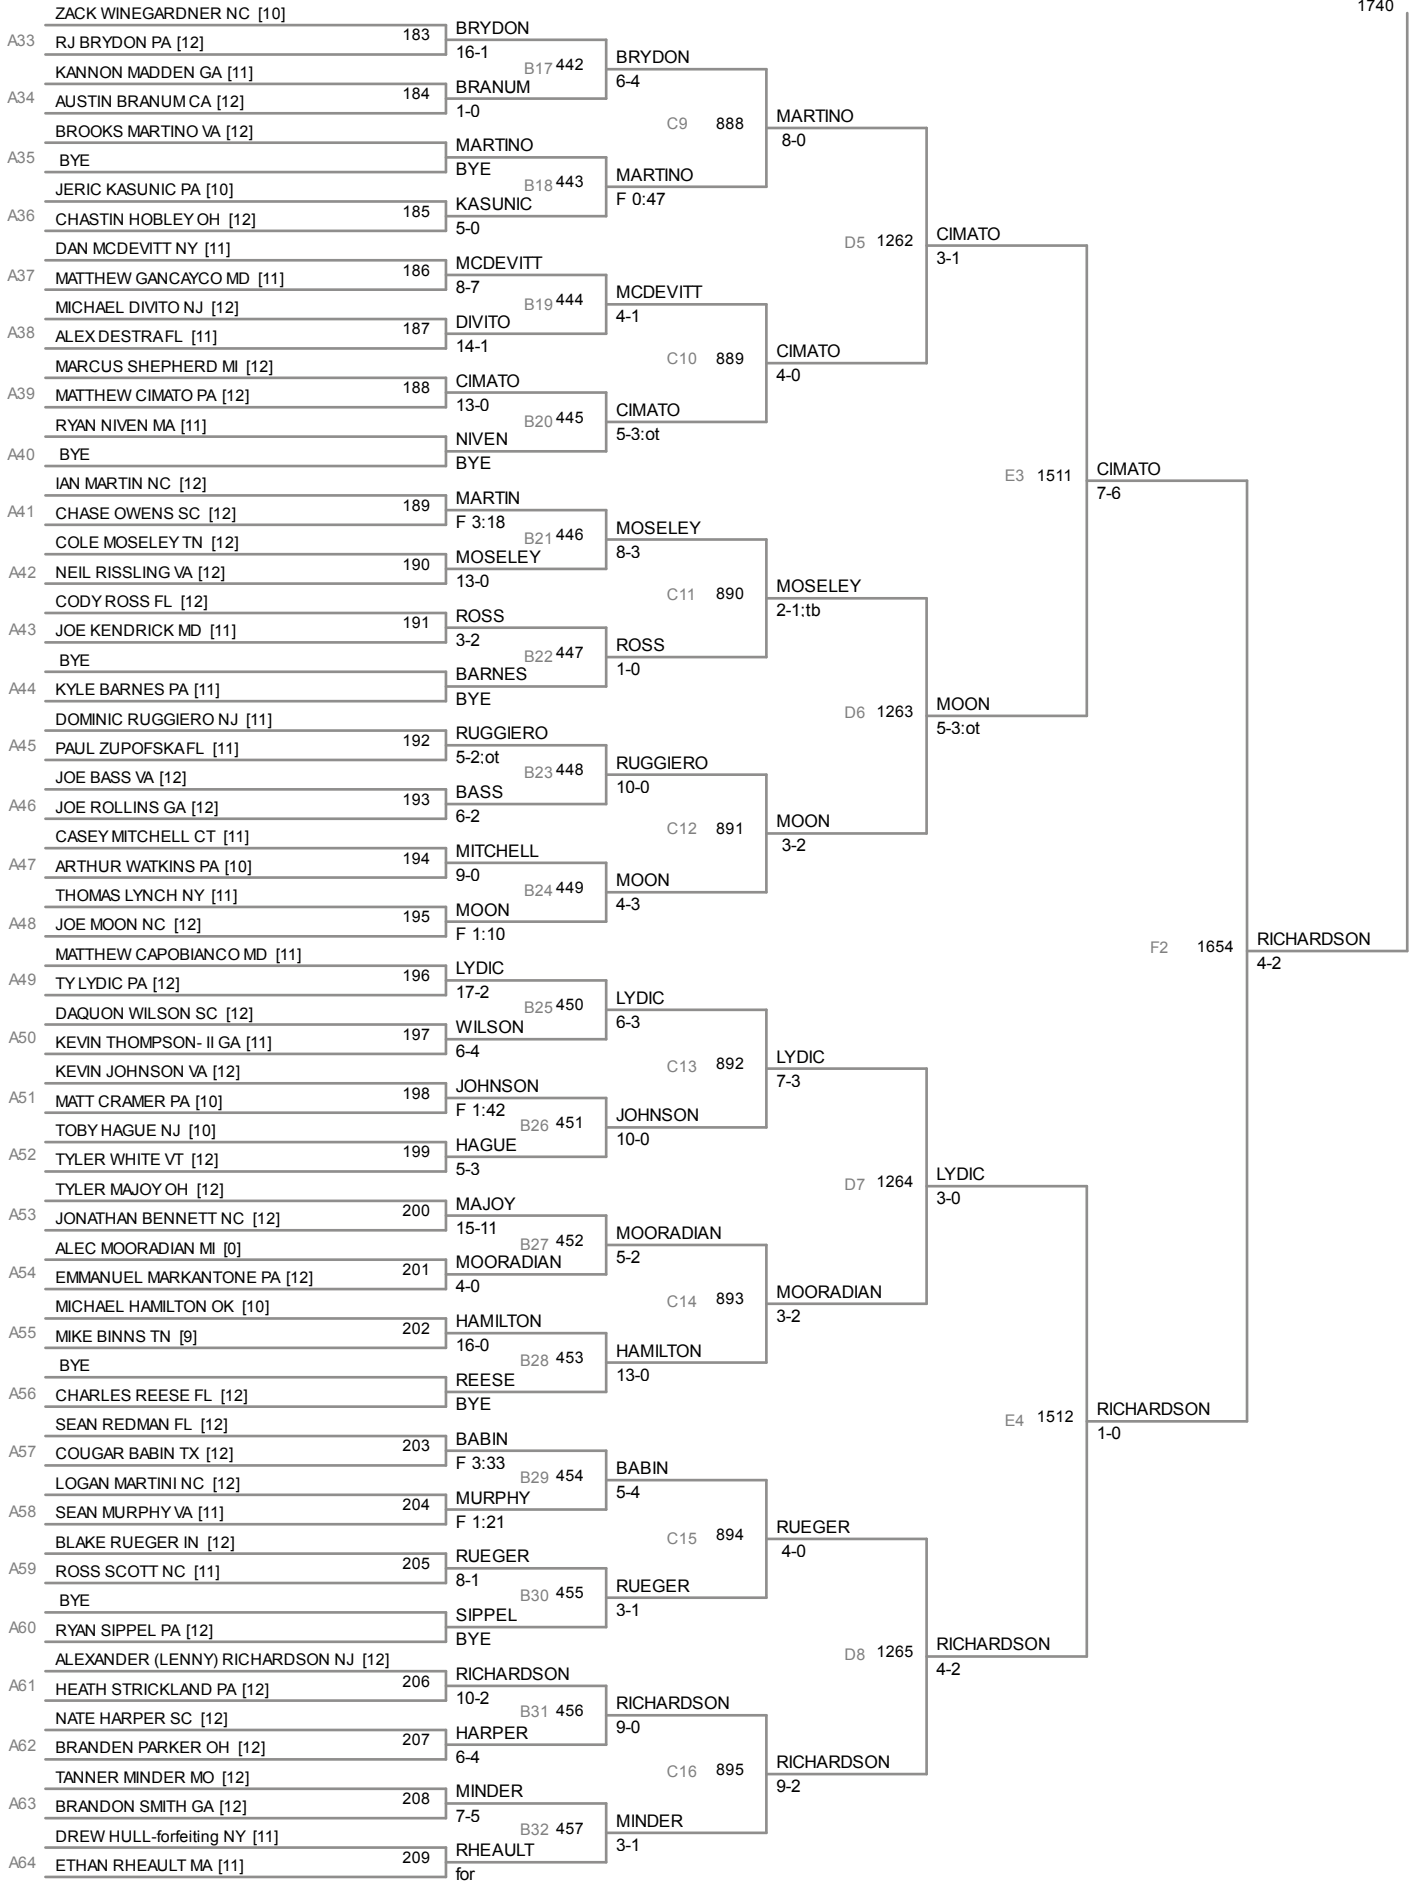 1740
ZACK WINEGARDNER NC [10]
A33 RJ BRYDON PA [12] 183 BRYDON
16-1
KANNON MADDEN GA [11] B17 442 BRYDON
6-4
A34 AUSTIN BRANUM CA [12] 184 BRANUM
1-0
BROOKS MARTINO VA [12] C9 888 MARTINO
8-0
A35 BYE MARTINO
BYE
JERIC KASUNIC PA [10] B18 443 MARTINO
F 0:47
A36 CHASTIN HOBLEY OH [12] 185 KASUNIC
5-0
DAN MCDEVITT NY [11] D5 1262 CIMATO
3-1
A37 MATTHEW GANCAYCO MD [11] 186 MCDEVITT
8-7
MICHAEL DIVITO NJ [12] B19 444 MCDEVITT
4-1
A38 ALEX DESTRA FL [11] 187 DIVITO
14-1
MARCUS SHEPHERD MI [12] C10 889 CIMATO
4-0
A39 MATTHEW CIMATO PA [12] 188 CIMATO
13-0
RYAN NIVEN MA [11] B20 445 CIMATO
5-3:ot
A40 BYE NIVEN
BYE
IAN MARTIN NC [12] E3 1511 CIMATO
7-6
A41 CHASE OWENS SC [12] 189 MARTIN
F 3:18
COLE MOSELEY TN [12] B21 446 MOSELEY
8-3
A42 NEIL RISSLING VA [12] 190 MOSELEY
13-0
CODY ROSS FL [12] C11 890 MOSELEY
2-1:tb
A43 JOE KENDRICK MD [11] 191 ROSS
3-2
BYE B22 447 ROSS
1-0
A44 KYLE BARNES PA [11] BARNES
BYE
DOMINIC RUGGIERO NJ [11] D6 1263 MOON
5-3:ot
A45 PAUL ZUPOFSKA FL [11] 192 RUGGIERO
5-2:ot
JOE BASS VA [12] B23 448 RUGGIERO
10-0
A46 JOE ROLLINS GA [12] 193 BASS
6-2
CASEY MITCHELL CT [11] C12 891 MOON
3-2
A47 ARTHUR WATKINS PA [10] 194 MITCHELL
9-0
THOMAS LYNCH NY [11] B24 449 MOON
4-3
A48 JOE MOON NC [12] 195 MOON
F 1:10
MATTHEW CAPOBIANCO MD [11] F2 1654 RICHARDSON
4-2
A49 TY LYDIC PA [12] 196 LYDIC
17-2
DAQUON WILSON SC [12] B25 450 LYDIC
6-3
A50 KEVIN THOMPSON- II GA [11] 197 WILSON
6-4
KEVIN JOHNSON VA [12] C13 892 LYDIC
7-3
A51 MATT CRAMER PA [10] 198 JOHNSON
F 1:42
TOBY HAGUE NJ [10] B26 451 JOHNSON
10-0
A52 TYLER WHITE VT [12] 199 HAGUE
5-3
TYLER MAJOY OH [12] D7 1264 LYDIC
3-0
A53 JONATHAN BENNETT NC [12] 200 MAJOY
15-11
ALEC MOORADIAN MI [0] B27 452 MOORADIAN
5-2
A54 EMMANUEL MARKANTONE PA [12] 201 MOORADIAN
4-0
MICHAEL HAMILTON OK [10] C14 893 MOORADIAN
3-2
A55 MIKE BINNS TN [9] 202 HAMILTON
16-0
BYE B28 453 HAMILTON
13-0
A56 CHARLES REESE FL [12] REESE
BYE
SEAN REDMAN FL [12] E4 1512 RICHARDSON
1-0
A57 COUGAR BABIN TX [12] 203 BABIN
F 3:33
LOGAN MARTINI NC [12] B29 454 BABIN
5-4
A58 SEAN MURPHY VA [11] 204 MURPHY
F 1:21
BLAKE RUEGER IN [12] C15 894 RUEGER
4-0
A59 ROSS SCOTT NC [11] 205 RUEGER
8-1
BYE B30 455 RUEGER
3-1
A60 RYAN SIPPEL PA [12] SIPPEL
BYE
ALEXANDER (LENNY) RICHARDSON NJ [12] D8 1265 RICHARDSON
4-2
A61 HEATH STRICKLAND PA [12] 206 RICHARDSON
10-2
NATE HARPER SC [12] B31 456 RICHARDSON
9-0
A62 BRANDEN PARKER OH [12] 207 HARPER
6-4
TANNER MINDER MO [12] C16 895 RICHARDSON
9-2
A63 BRANDON SMITH GA [12] 208 MINDER
7-5
DREW HULL-forfeiting NY [11] B32 457 MINDER
3-1
A64 ETHAN RHEAULT MA [11] 209 RHEAULT
for